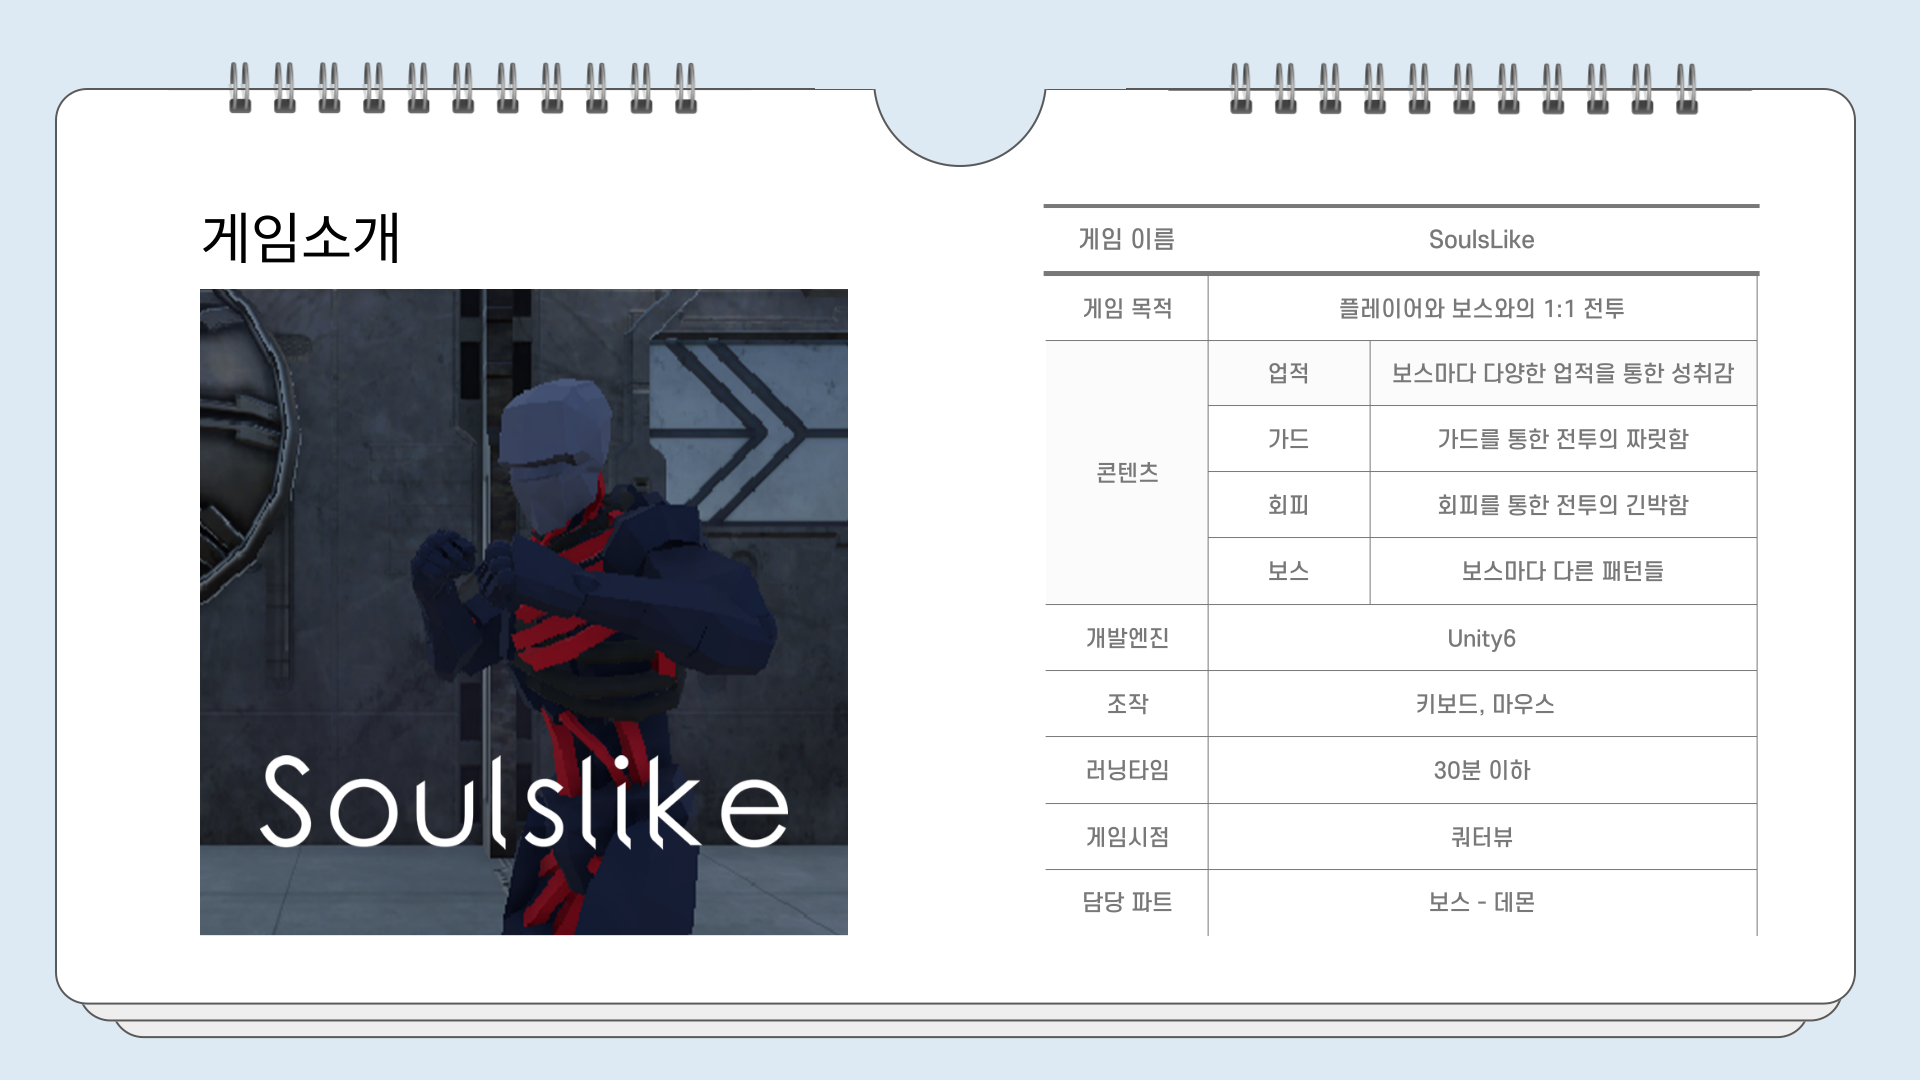 게임소개
Soulslike
게임 이름 SoulsLike
게임 목적 플레이어와 보스와의 1:1 전투
콘텐츠
업적 보스마다 다양한 업적을 통한 성취감
가드 가드를 통한 전투의 짜릿함
회피 회피를 통한 전투의 긴박함
보스 보스마다 다른 패턴들
개발엔진 Unity6
조작 키보드, 마우스
러닝타임 30분 이하
게임시점 쿼터뷰
담당 파트 보스 - 데몬